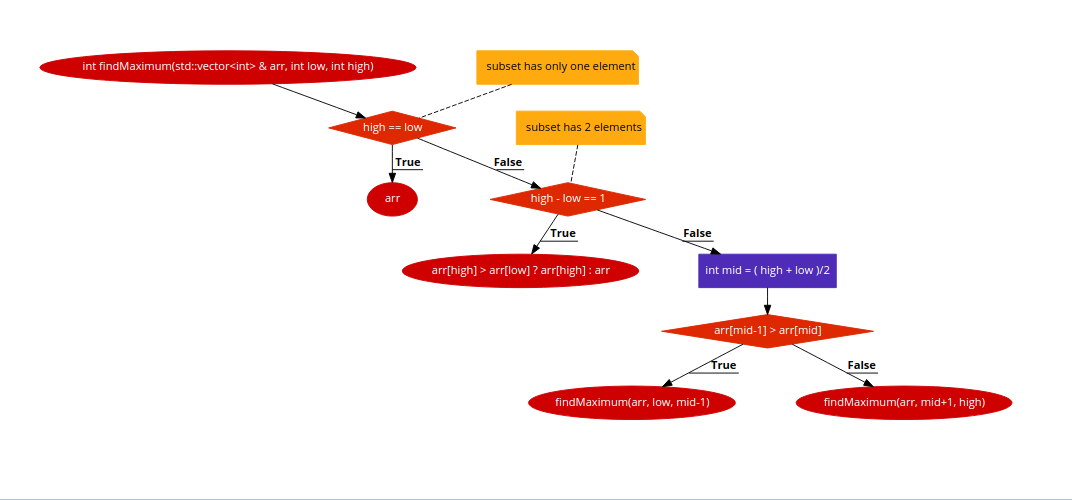 int findMaximum(std::vector<int> & arr, int low, int high)
subset has only one element
high == low
subset has 2 elements
True
False
arr
high - low == 1
True
False
arr[high] > arr[low] ? arr[high] : arr
int mid = ( high + low )/2
arr[mid-1] > arr[mid]
True
False
findMaximum(arr, low, mid-1)
findMaximum(arr, mid+1, high)